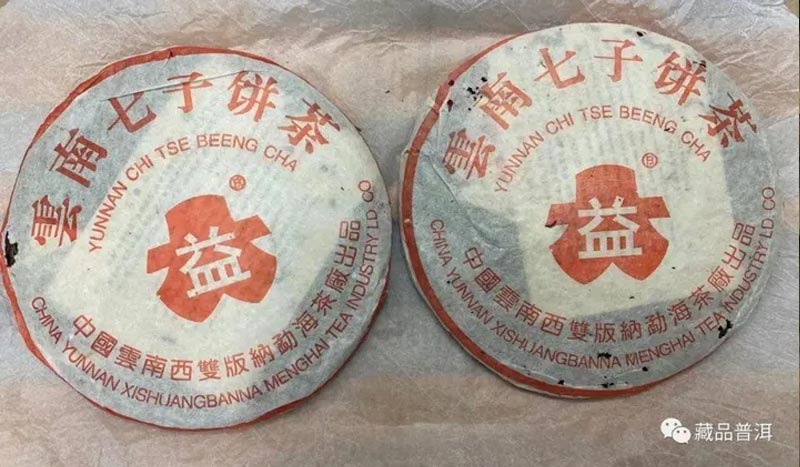 雲南七子饼茶
YUNNAN CHI TSE BEENG CHA
益
中國雲南西雙版納勐海茶廠出品
CHINA YUNNAN XISHUANGBANNA MENGHAI TEA INDUSTRY LD CO
雲南七子饼茶
YUNNAN CHI TSE BEENG CHA
益
中國雲南西雙版納勐海茶廠出品
CHINA YUNNAN XISHUANGBANNA MENGHAI TEA INDUSTRY LD CO
藏品普洱